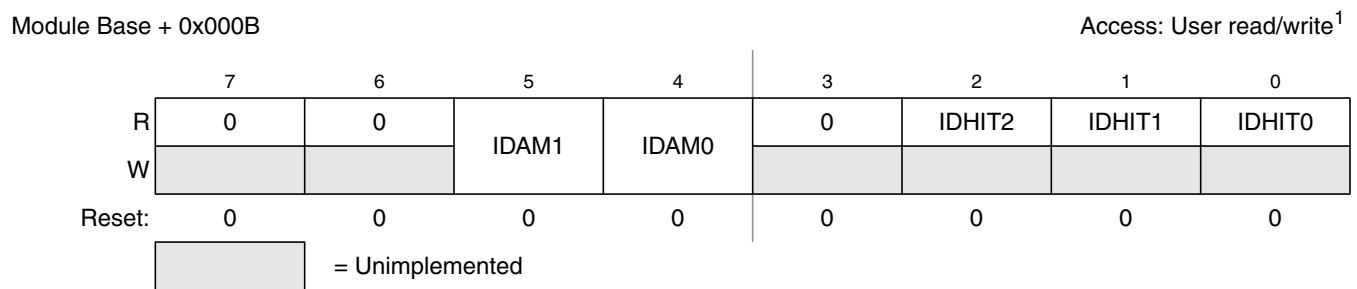 Module Base + 0x000B Access: User read/write1
7 6 5 4 3 2 1 0
R 0 0 IDAM1 IDAM0 0 IDHIT2 IDHIT1 IDHIT0
W
Reset: 0 0 0 0 0 0 0 0
= Unimplemented